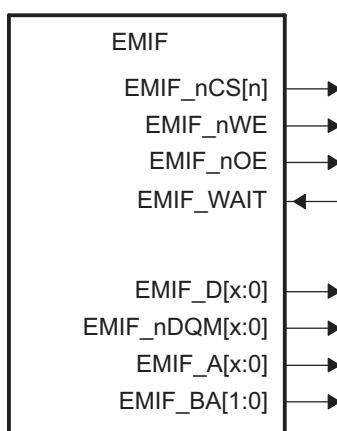 EMIF
EMIF_nCS[n]
EMIF_nWE
EMIF_nOE
EMIF_WAIT
EMIF_D[x:0]
EMIF_nDQM[x:0]
EMIF_A[x:0]
EMIF_BA[1:0]